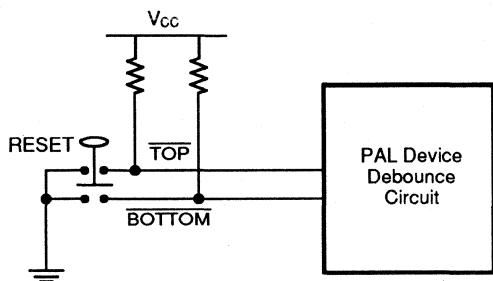 Vcc
RESET
TOP
BOTTOM
PAL Device
Debounce
Circuit